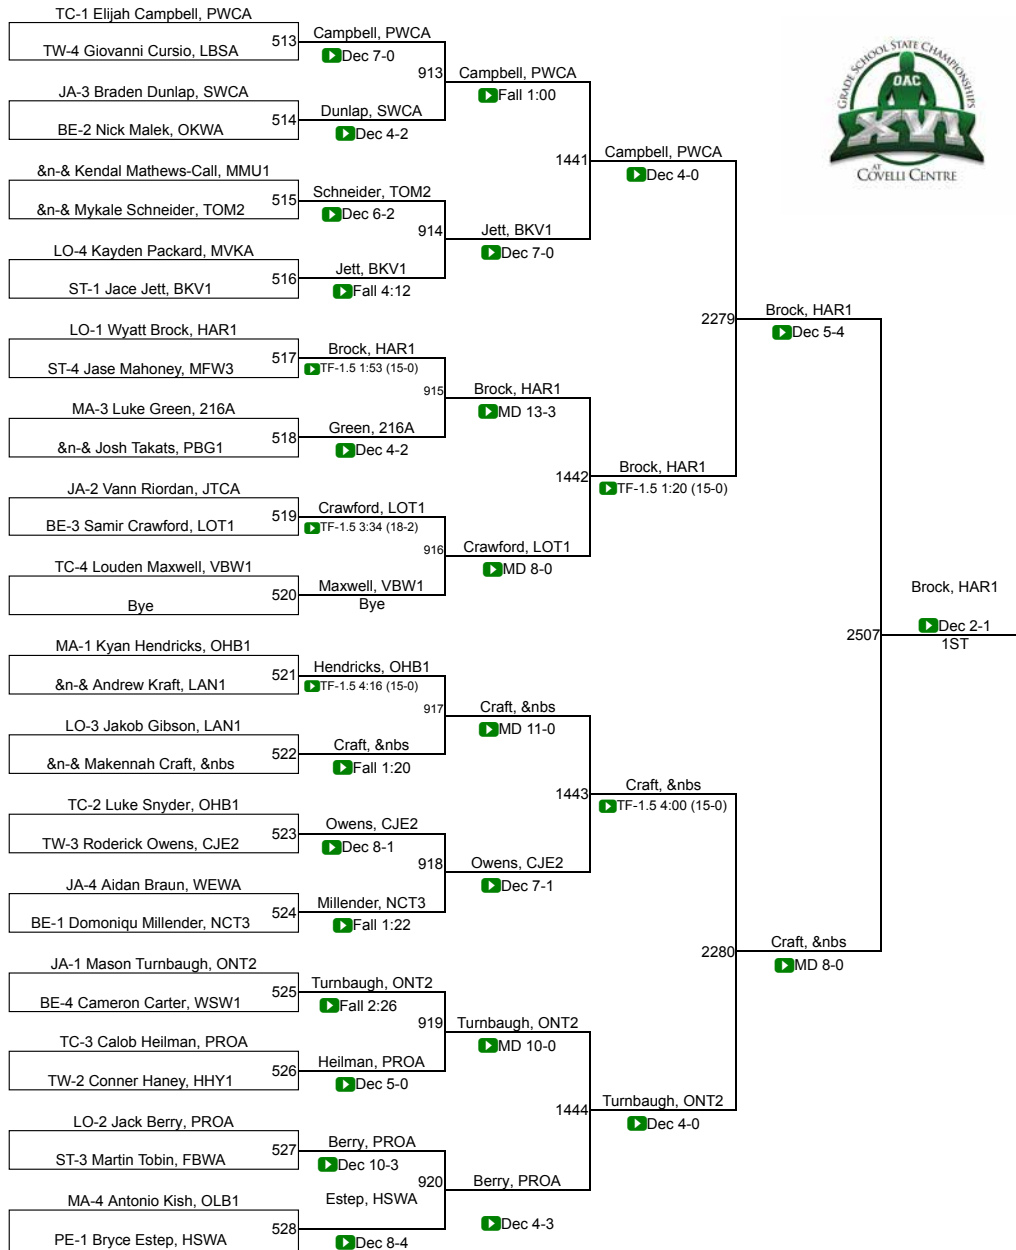 TC-1 Elijah Campbell, PWCA
513
TW-4 Giovanni Cursio, LBSA
Campbell, PWCA
Dec 7-0
913
JA-3 Braden Dunlap, SWCA
514
BE-2 Nick Malek, OKWA
Dunlap, SWCA
Dec 4-2
Campbell, PWCA
Fall 1:00
1441
&n-& Kendal Mathews-Call, MMU1
515
&n-& Mykale Schneider, TOM2
Schneider, TOM2
Dec 6-2
914
LO-4 Kayden Packard, MVKA
516
ST-1 Jace Jett, BKV1
Jett, BKV1
Fall 4:12
Jett, BKV1
Dec 7-0
Campbell, PWCA
Dec 4-0
2279
LO-1 Wyatt Brock, HAR1
517
ST-4 Jase Mahoney, MFW3
Brock, HAR1
TF-1.5 1:53 (15-0)
915
MA-3 Luke Green, 216A
518
&n-& Josh Takats, PBG1
Green, 216A
Dec 4-2
Brock, HAR1
MD 13-3
1442
JA-2 Vann Riordan, JTCA
519
BE-3 Samir Crawford, LOT1
Crawford, LOT1
TF-1.5 3:34 (18-2)
916
TC-4 Louden Maxwell, VBW1
520
Bye
Maxwell, VBW1
Bye
Crawford, LOT1
MD 8-0
Brock, HAR1
TF-1.5 1:20 (15-0)
Brock, HAR1
Dec 5-4
2507
MA-1 Kyan Hendricks, OHB1
521
&n-& Andrew Kraft, LAN1
Hendricks, OHB1
TF-1.5 4:16 (15-0)
917
LO-3 Jakob Gibson, LAN1
522
&n-& Makennah Craft, &nbs
Craft, &nbs
Fall 1:20
Craft, &nbs
MD 11-0
1443
TC-2 Luke Snyder, OHB1
523
TW-3 Roderick Owens, CJE2
Owens, CJE2
Dec 8-1
918
JA-4 Aidan Braun, WEWA
524
BE-1 Domoniqu Millender, NCT3
Millender, NCT3
Fall 1:22
Owens, CJE2
Dec 7-1
Craft, &nbs
TF-1.5 4:00 (15-0)
2280
JA-1 Mason Turnbaugh, ONT2
525
BE-4 Cameron Carter, WSW1
Turnbaugh, ONT2
Fall 2:26
919
TC-3 Calob Heilman, PROA
526
TW-2 Conner Haney, HHY1
Heilman, PROA
Dec 5-0
Turnbaugh, ONT2
MD 10-0
1444
LO-2 Jack Berry, PROA
527
ST-3 Martin Tobin, FBWA
Berry, PROA
Dec 10-3
920
MA-4 Antonio Kish, OLB1
528
PE-1 Bryce Estep, HSWA
Estep, HSWA
Dec 8-4
Berry, PROA
Dec 4-3
Turnbaugh, ONT2
Dec 4-0
Craft, &nbs
MD 8-0
Brock, HAR1
Dec 2-1
1ST
GRADE SCHOOL STATE CHAMPIONSHIPS
OAC
XVI
AT
COVELLI CENTRE